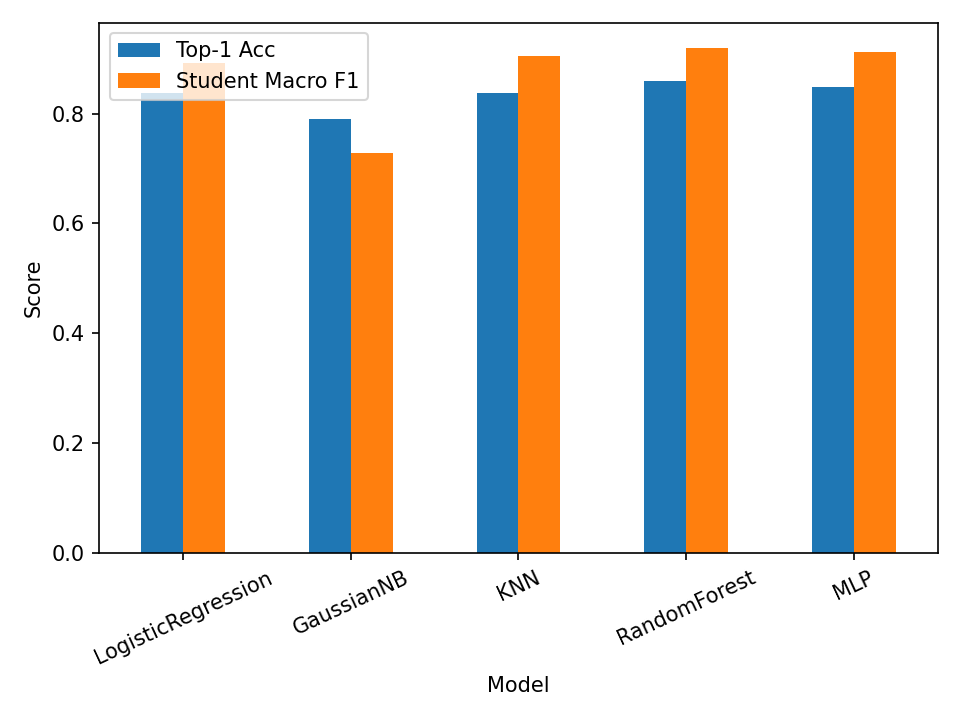 Top-1 Acc
Student Macro F1
0.8
0.6
0.4
0.2
0.0
Score
LogisticRegression
GaussianNB
KNN
RandomForest
MLP
Model